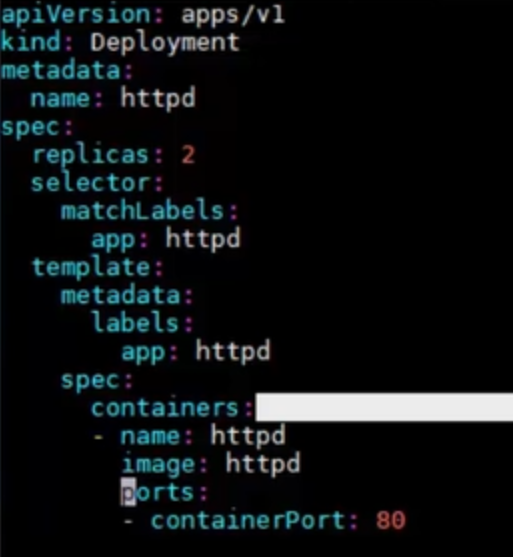 apiVersion: apps/v1
kind: Deployment
metadata:
  name: httpd
spec:
  replicas: 2
  selector:
    matchLabels:
      app: httpd
  template:
    metadata:
      labels:
        app: httpd
    spec:
      containers:
      - name: httpd
        image: httpd
        ports:
        - containerPort: 80